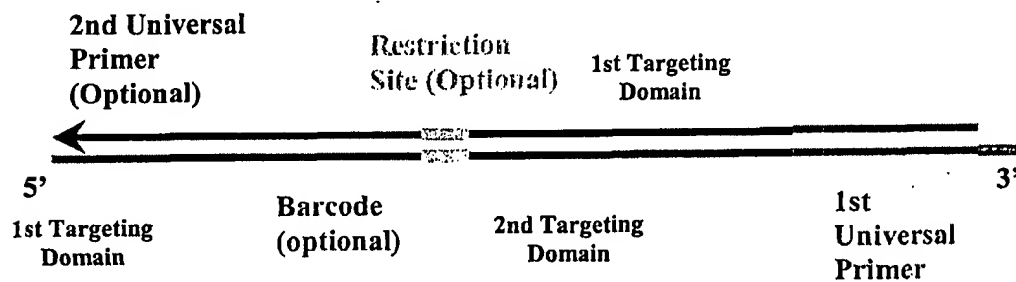 2nd Universal
Primer
(Optional)
Restriction
Site (Optional)
1st Targeting
Domain
5'
3'
1st Targeting
Domain
Barcode
(optional)
2nd Targeting
Domain
1st
Universal
Primer